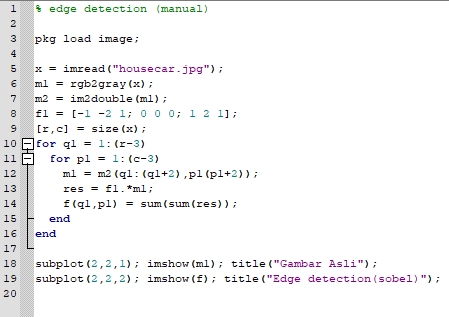 1 % edge detection (manual)
2
3 pkg load image;
4
5 x = imread("housecar.jpg");
6 m1 = rgb2gray(x);
7 m2 = im2double(m1);
8 f1 = [-1 -2 1; 0 0 0; 1 2 1];
9 [r,c] = size(x);
10 for q1 = 1:(r-3)
11 for p1 = 1:(c-3)
12 m1 = m2(q1:(q1+2),p1(p1+2));
13 res = f1.*m1;
14 f(q1,p1) = sum(sum(res));
15 end
16 end
17
18 subplot(2,2,1); imshow(m1); title("Gambar Asli");
19 subplot(2,2,2); imshow(f); title("Edge detection(sobel)");
20